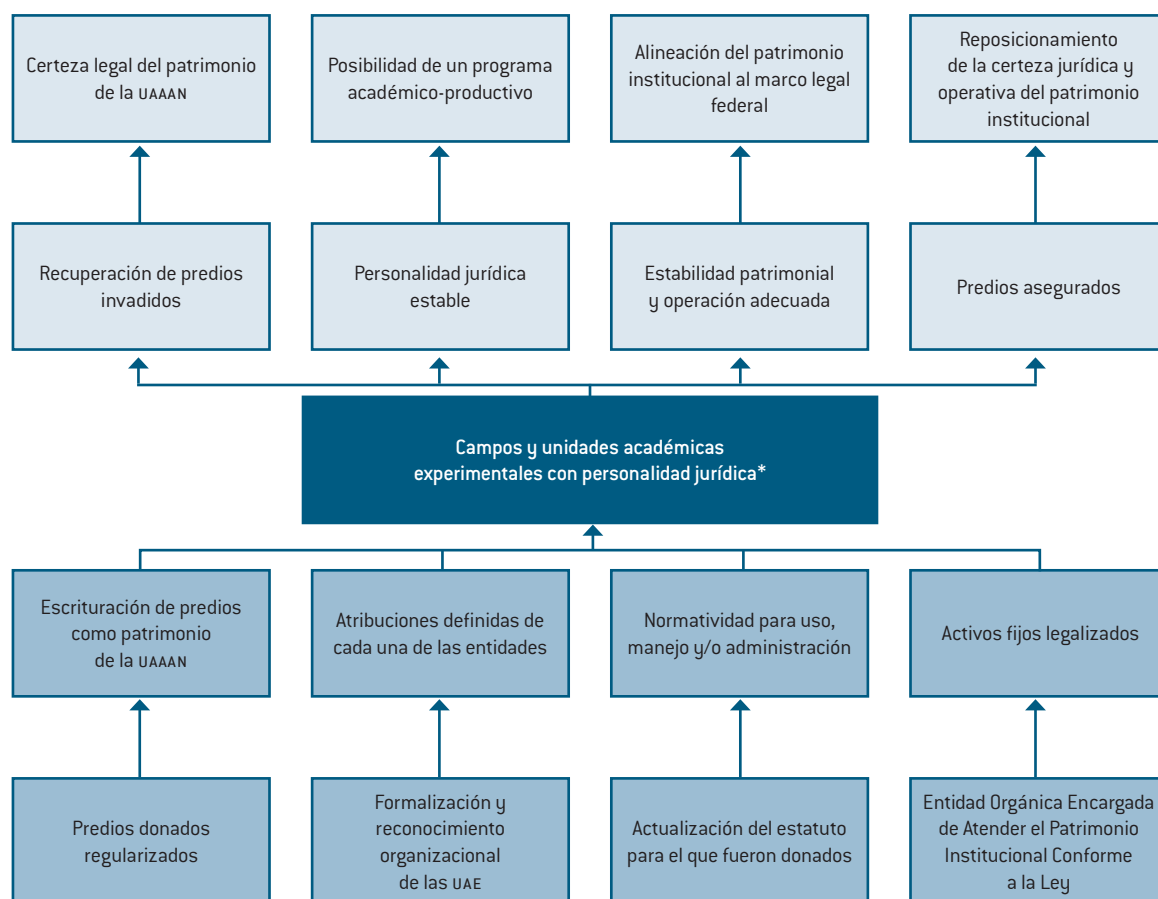 Certeza legal del patrimonio
de la UAAAN
Posibilidad de un programa
académico-productivo
Alineación del patrimonio
institucional al marco legal
federal
Reposicionamiento
de la certeza jurídica y
operativa del patrimonio
institucional
Recuperación de predios
invadidos
Personalidad jurídica
estable
Estabilidad patrimonial
y operación adecuada
Predios asegurados
Campos y unidades académicas
experimentales con personalidad jurídica*
Escrituración de predios
como patrimonio
de la UAAAN
Atribuciones definidas de
cada una de las entidades
Normatividad para uso,
manejo y/o administración
Activos fijos legalizados
Predios donados
regularizados
Formalización y
reconocimiento
organizacional
de las UAE
Actualización del estatuto
para el que fueron donados
Entidad Orgánica Encargada
de Atender el Patrimonio
Institucional Conforme
a la Ley